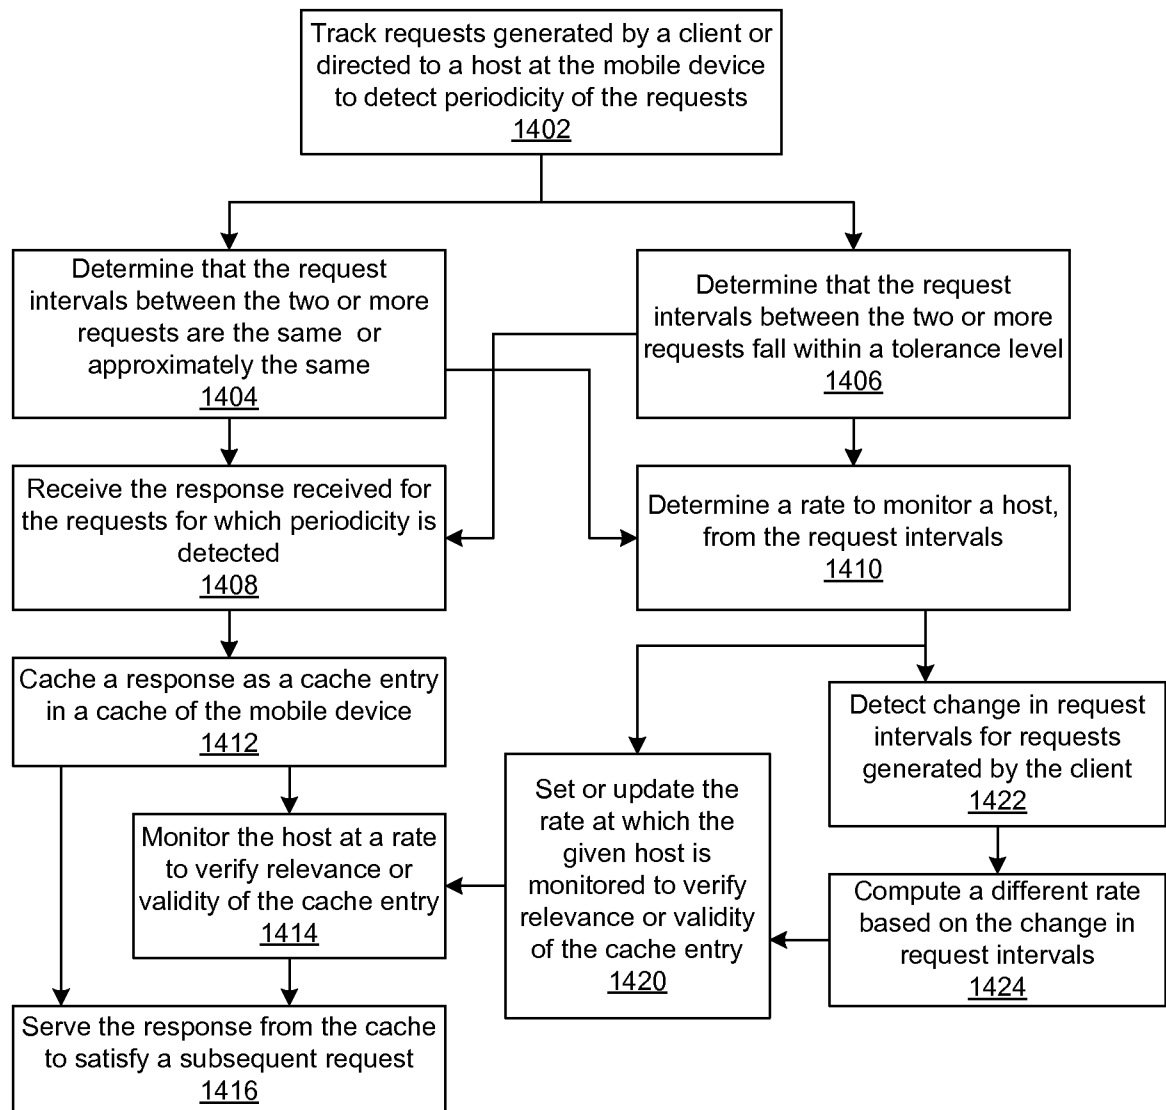 Track requests generated by a client or
directed to a host at the mobile device
to detect periodicity of the requests
1402
Determine that the request
intervals between the two or more
requests are the same or
approximately the same
1404
Determine that the request
intervals between the two or more
requests fall within a tolerance level
1406
Receive the response received for
the requests for which periodicity is
detected
1408
Determine a rate to monitor a host,
from the request intervals
1410
Cache a response as a cache entry
in a cache of the mobile device
1412
Detect change in request
intervals for requests
generated by the client
1422
Set or update the
rate at which the
given host is
monitored to verify
relevance or validity
of the cache entry
1420
Monitor the host at a rate
to verify relevance or
validity of the cache entry
1414
Compute a different rate
based on the change in
request intervals
1424
Serve the response from the cache
to satisfy a subsequent request
1416